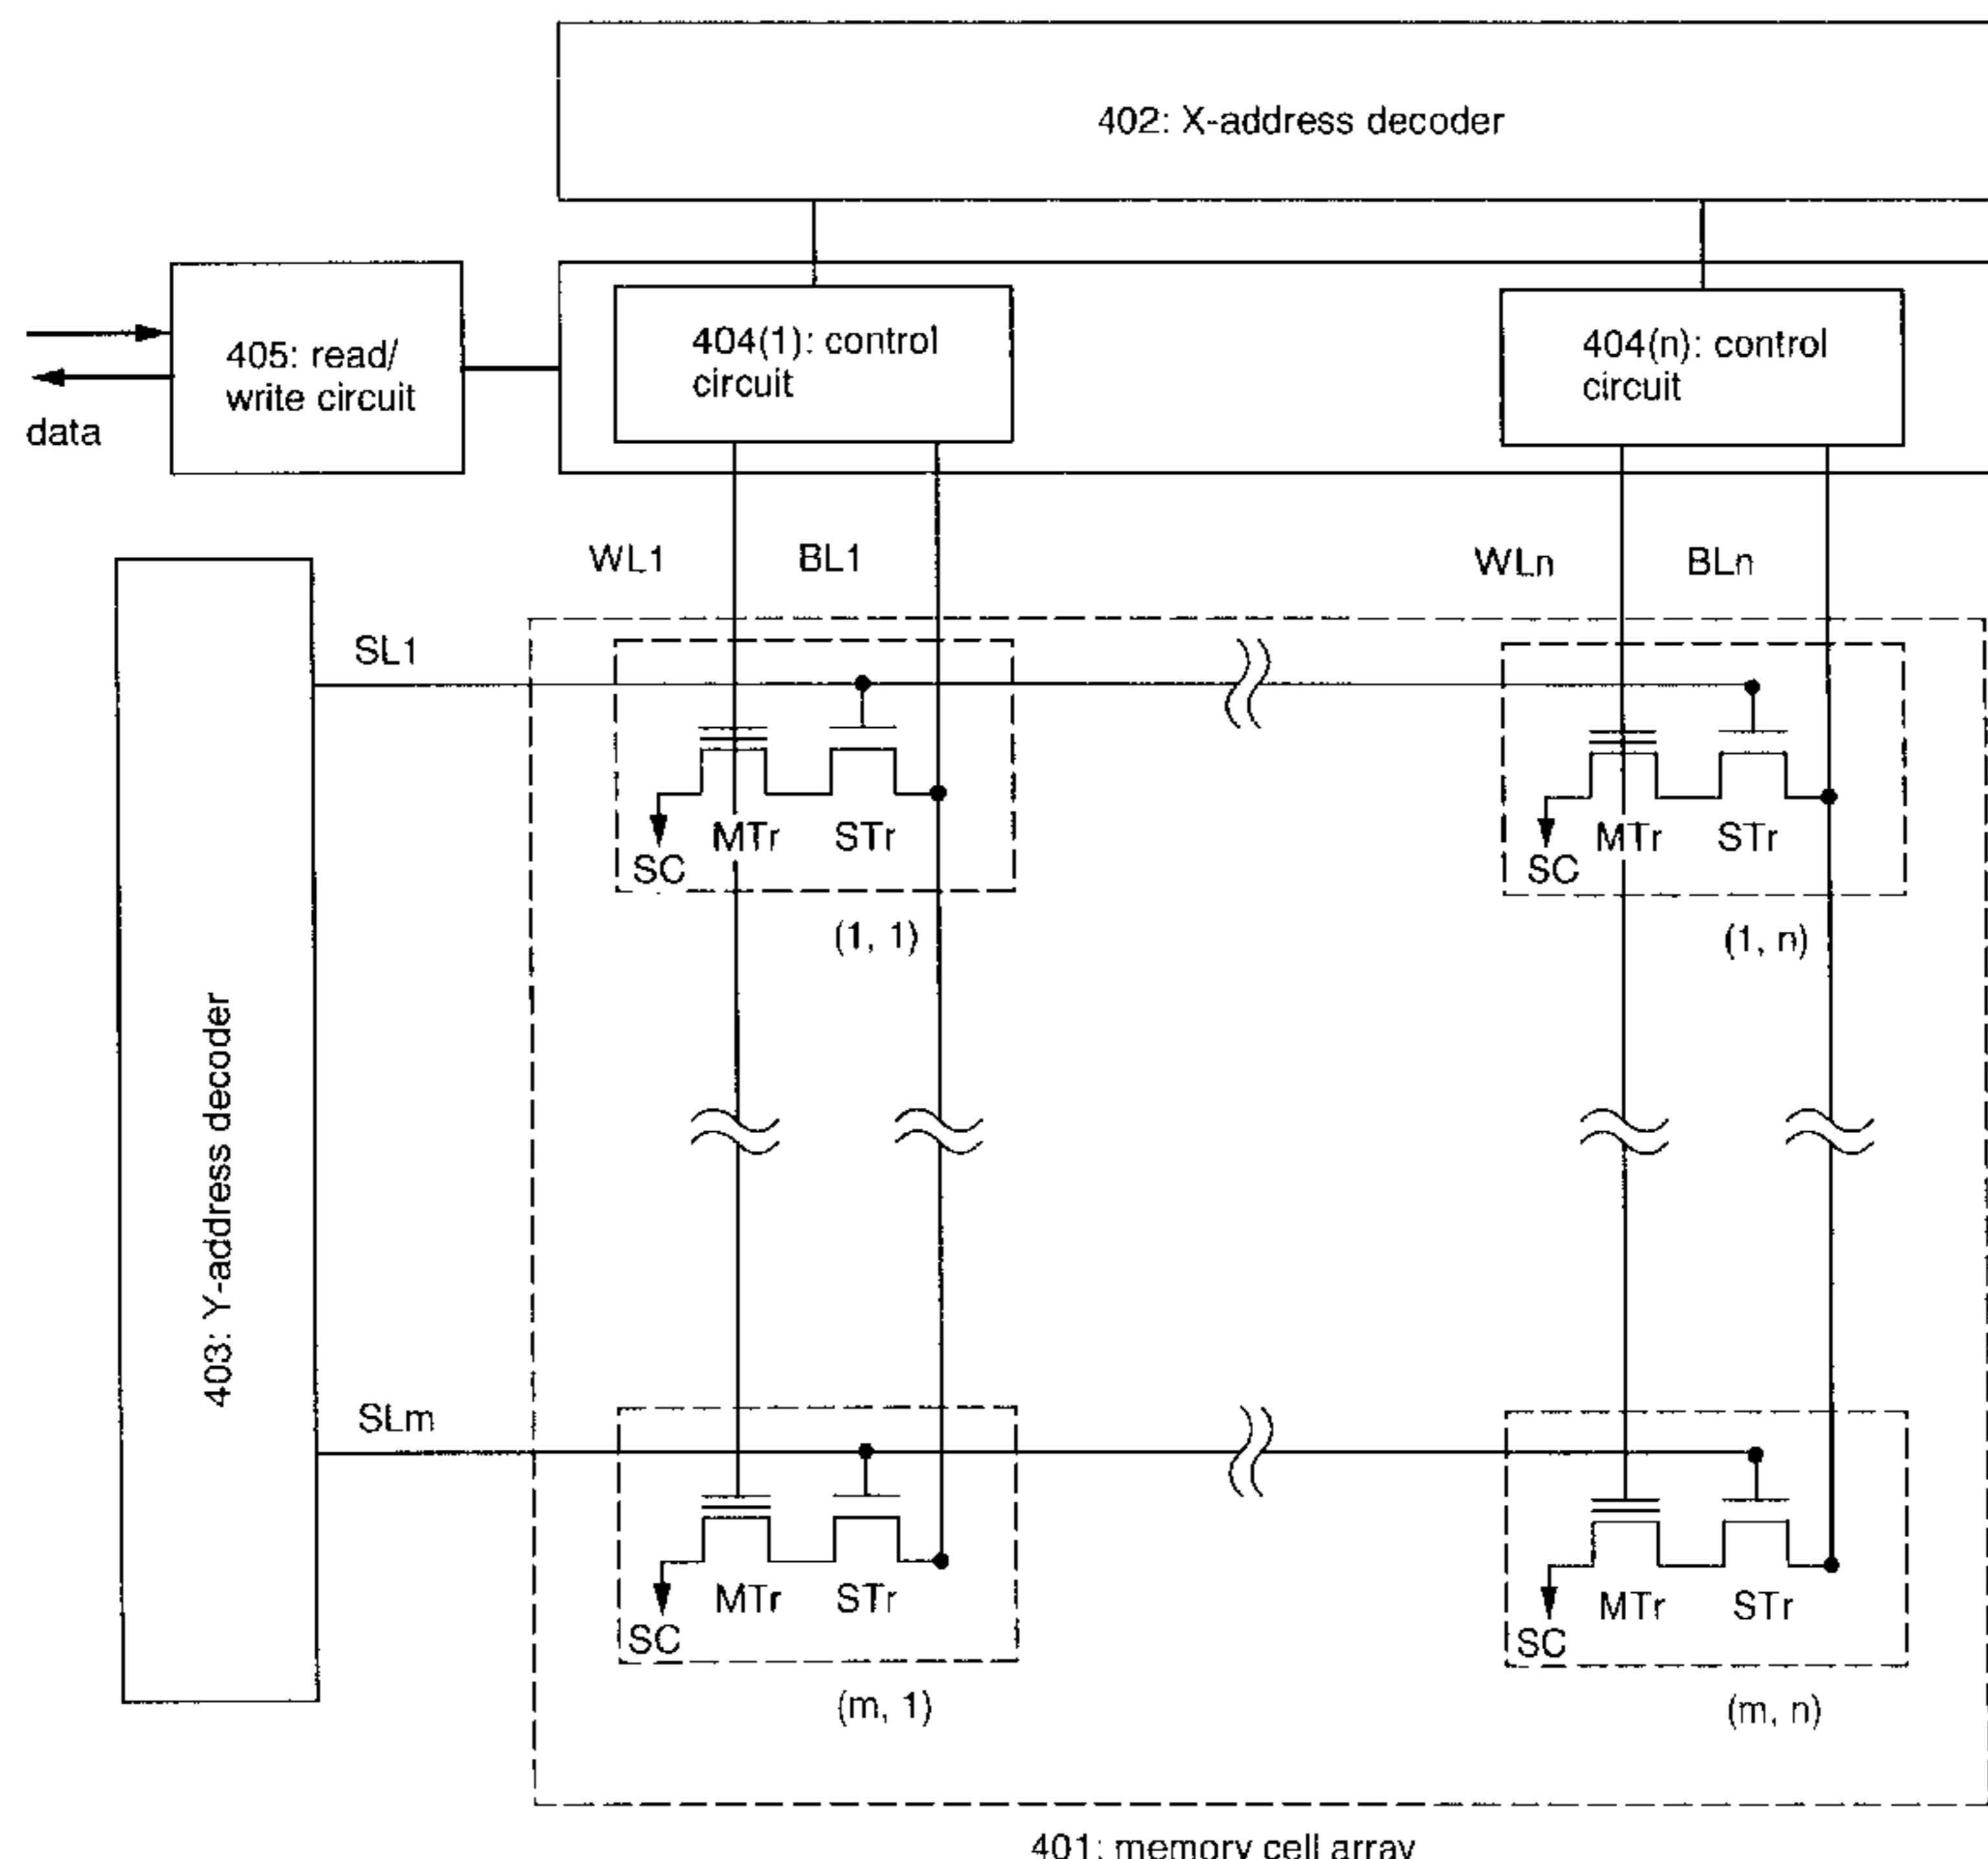 402: X-address decoder
405: read/
write circuit
data
404(1): control
circuit
404(n): control
circuit
WL1
BL1
WLn
BLn
403: Y-address decoder
SL1
MTr
STr
SC
(1, 1)
MTr
STr
SC
(1, n)
SLm
MTr
STr
SC
(m, 1)
MTr
STr
SC
(m, n)
401: memory cell array